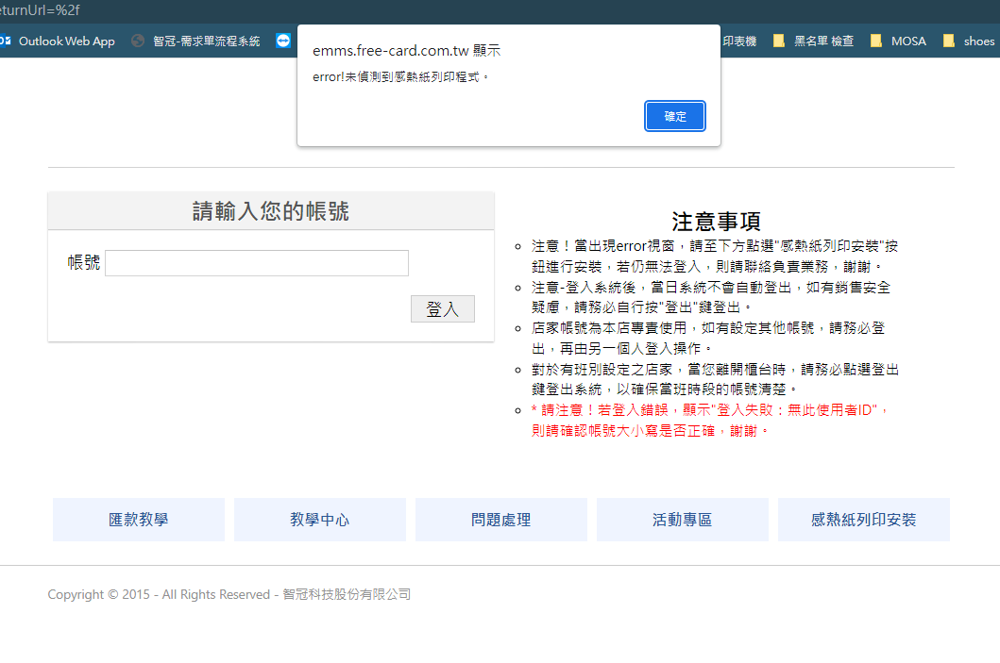 eturnUrl=%2f
Outlook Web App
智冠-需求單流程系統
印表機
黑名單 檢查
MOSA
shoes
emms.free-card.com.tw 顯示
error!未偵測到感熱紙列印程式。
確定
請輸入您的帳號
帳號
登入
注意事項
注意！當出現error視窗，請至下方點選"感熱紙列印安裝"按
鈕進行安裝，若仍無法登入，則請聯絡負責業務，謝謝。
注意-登入系統後，當日系統不會自動登出，如有銷售安全
疑慮，請務必自行按"登出"鍵登出。
店家帳號為本店專責使用，如有設定其他帳號，請務必登
出，再由另一個人登入操作。
對於有班別設定之店家，當您離開櫃台時，請務必點選登出
鍵登出系統，以確保當班時段的帳號清楚。
* 請注意！若登入錯誤，顯示"登入失敗：無此使用者ID"，
則請確認帳號大小寫是否正確，謝謝。
匯款教學
教學中心
問題處理
活動專區
感熱紙列印安裝
Copyright © 2015 - All Rights Reserved - 智冠科技股份有限公司